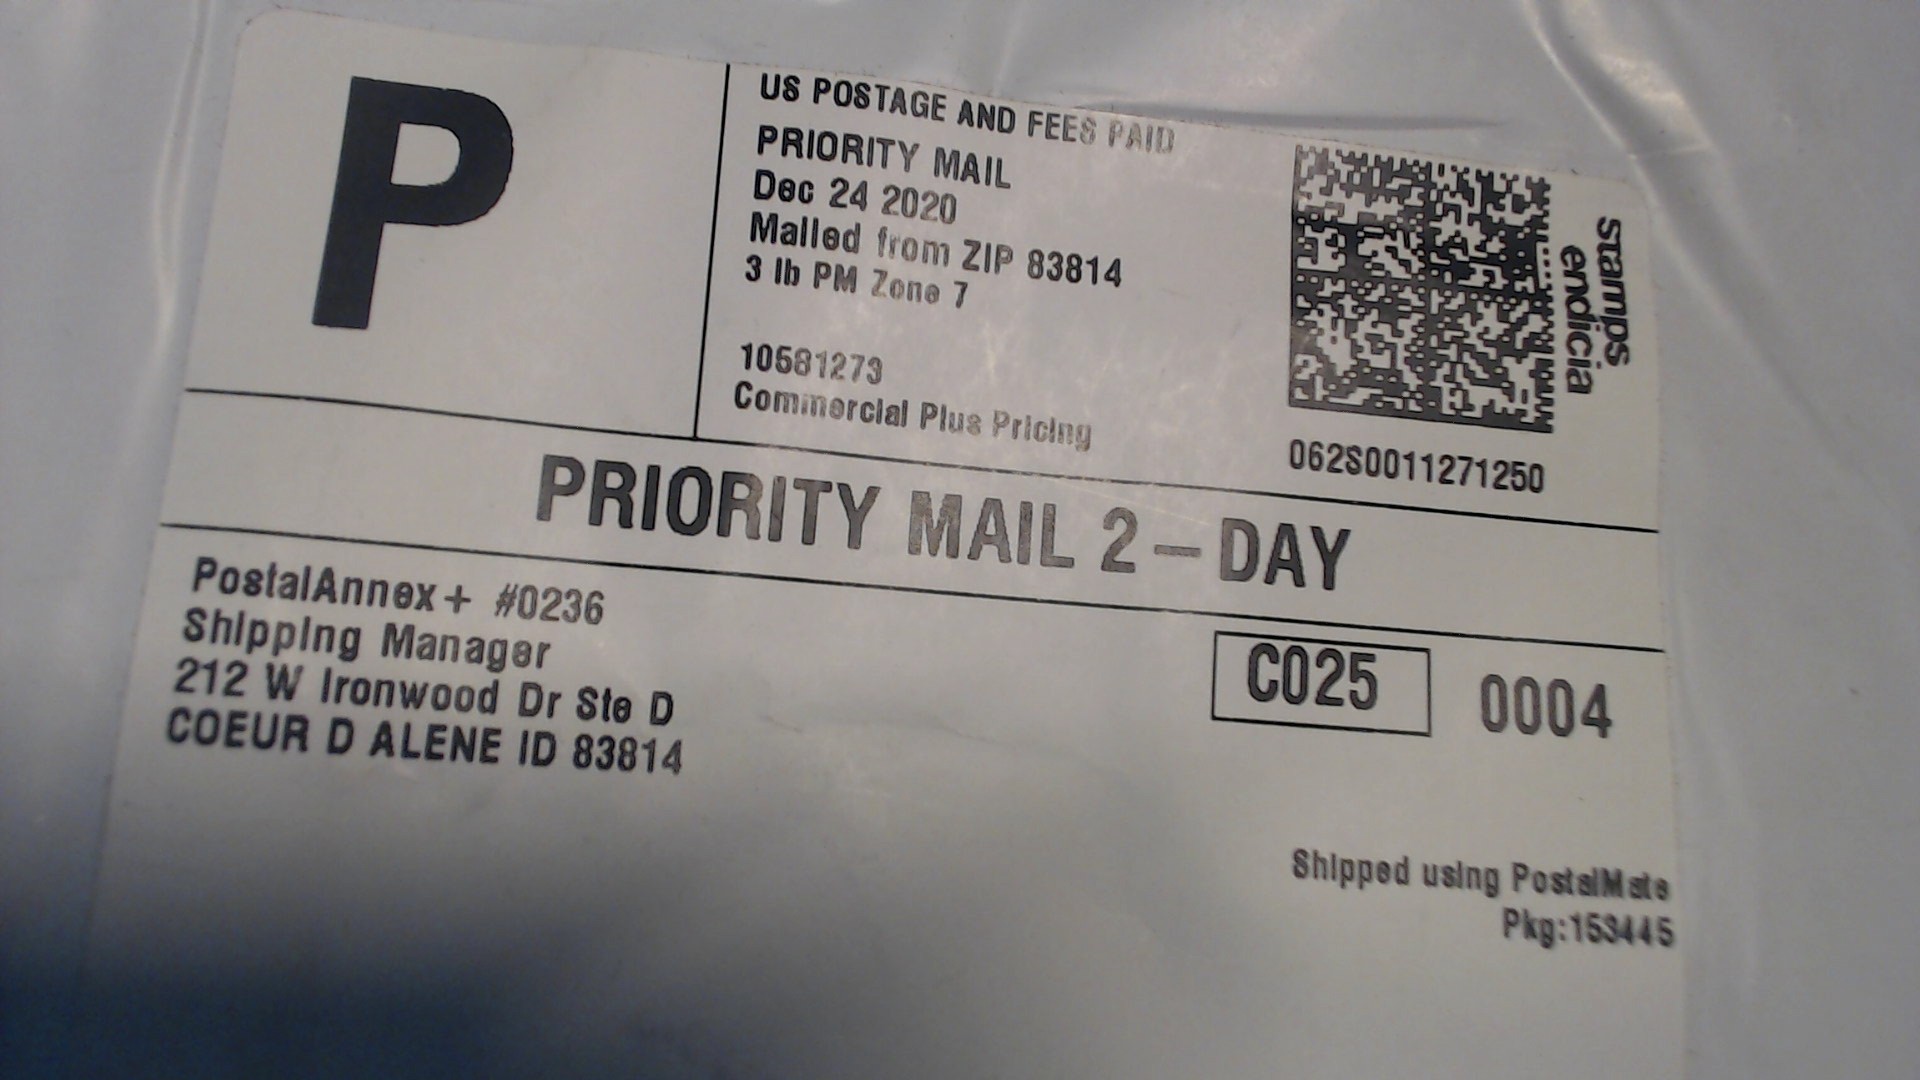 P
US POSTAGE AND FEES PAID
PRIORITY MAIL
Dec 24 2020
Mailed from ZIP 83814
3 lb PM Zone 7
10581273
Commercial Plus Pricing
stamps
endicia
062S0011271250
PRIORITY MAIL 2-DAY
PostalAnnex+ #0236
Shipping Manager
212 W Ironwood Dr Ste D
COEUR D ALENE ID 83814
C025
0004
Shipped using PostalMate
Pkg:153445